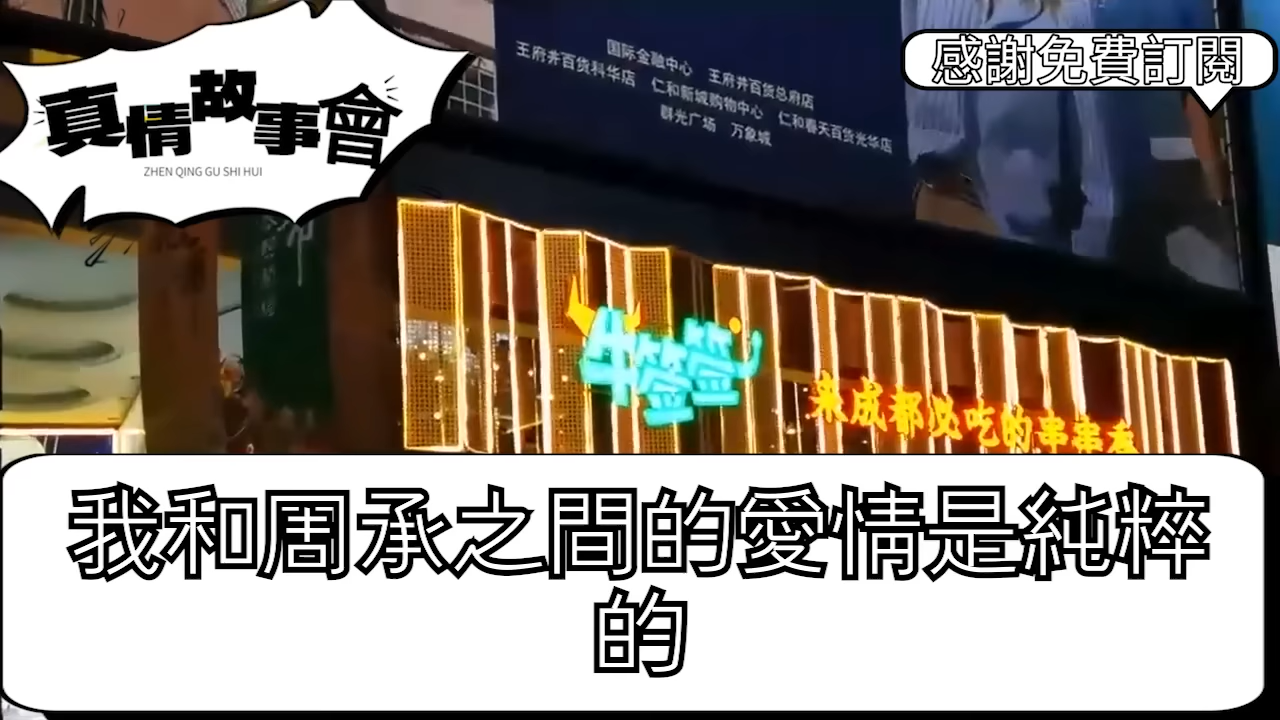 真情故事會
ZHEN QING GU SHI HUI
感謝免費訂閱
国际金融中心 王府井百货总府店
王府井百货科华店 仁和新城购物中心 仁和春天百货光华店
群光广场 万象城
牛签签
来成都必吃的串串香
我和周承之間的愛情是純粹
的